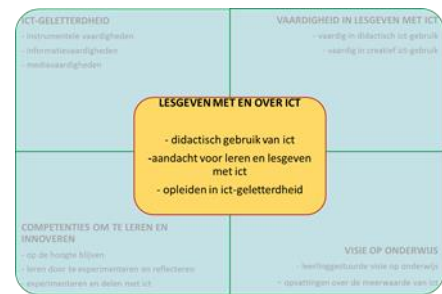 ICT-GELETTERDHEID
- instrumentele vaardigheden
- informatievaardigheden
- mediavaardigheden
VAARDIGHEID IN LESGEVEN MET ICT
- vaardig in didactisch ict gebruik
- vaardig in creatief ict-gebruik
LESGEVEN MET EN OVER ICT
- didactisch gebruik van ict
-aandacht voor leren en lesgeven
met ict
- opleiden in ict-geletterdheid
COMPETENTIES OM TE LEREN EN
INNOVEREN
- op de hoogte blijven
- leren door te experimenteren en reflecteren
- experimenteren en delen met ict
VISIE OP ONDERWIJS
- leerlinggestuurde visie op onderwijs
- opvattingen over de meerwaarde van ict